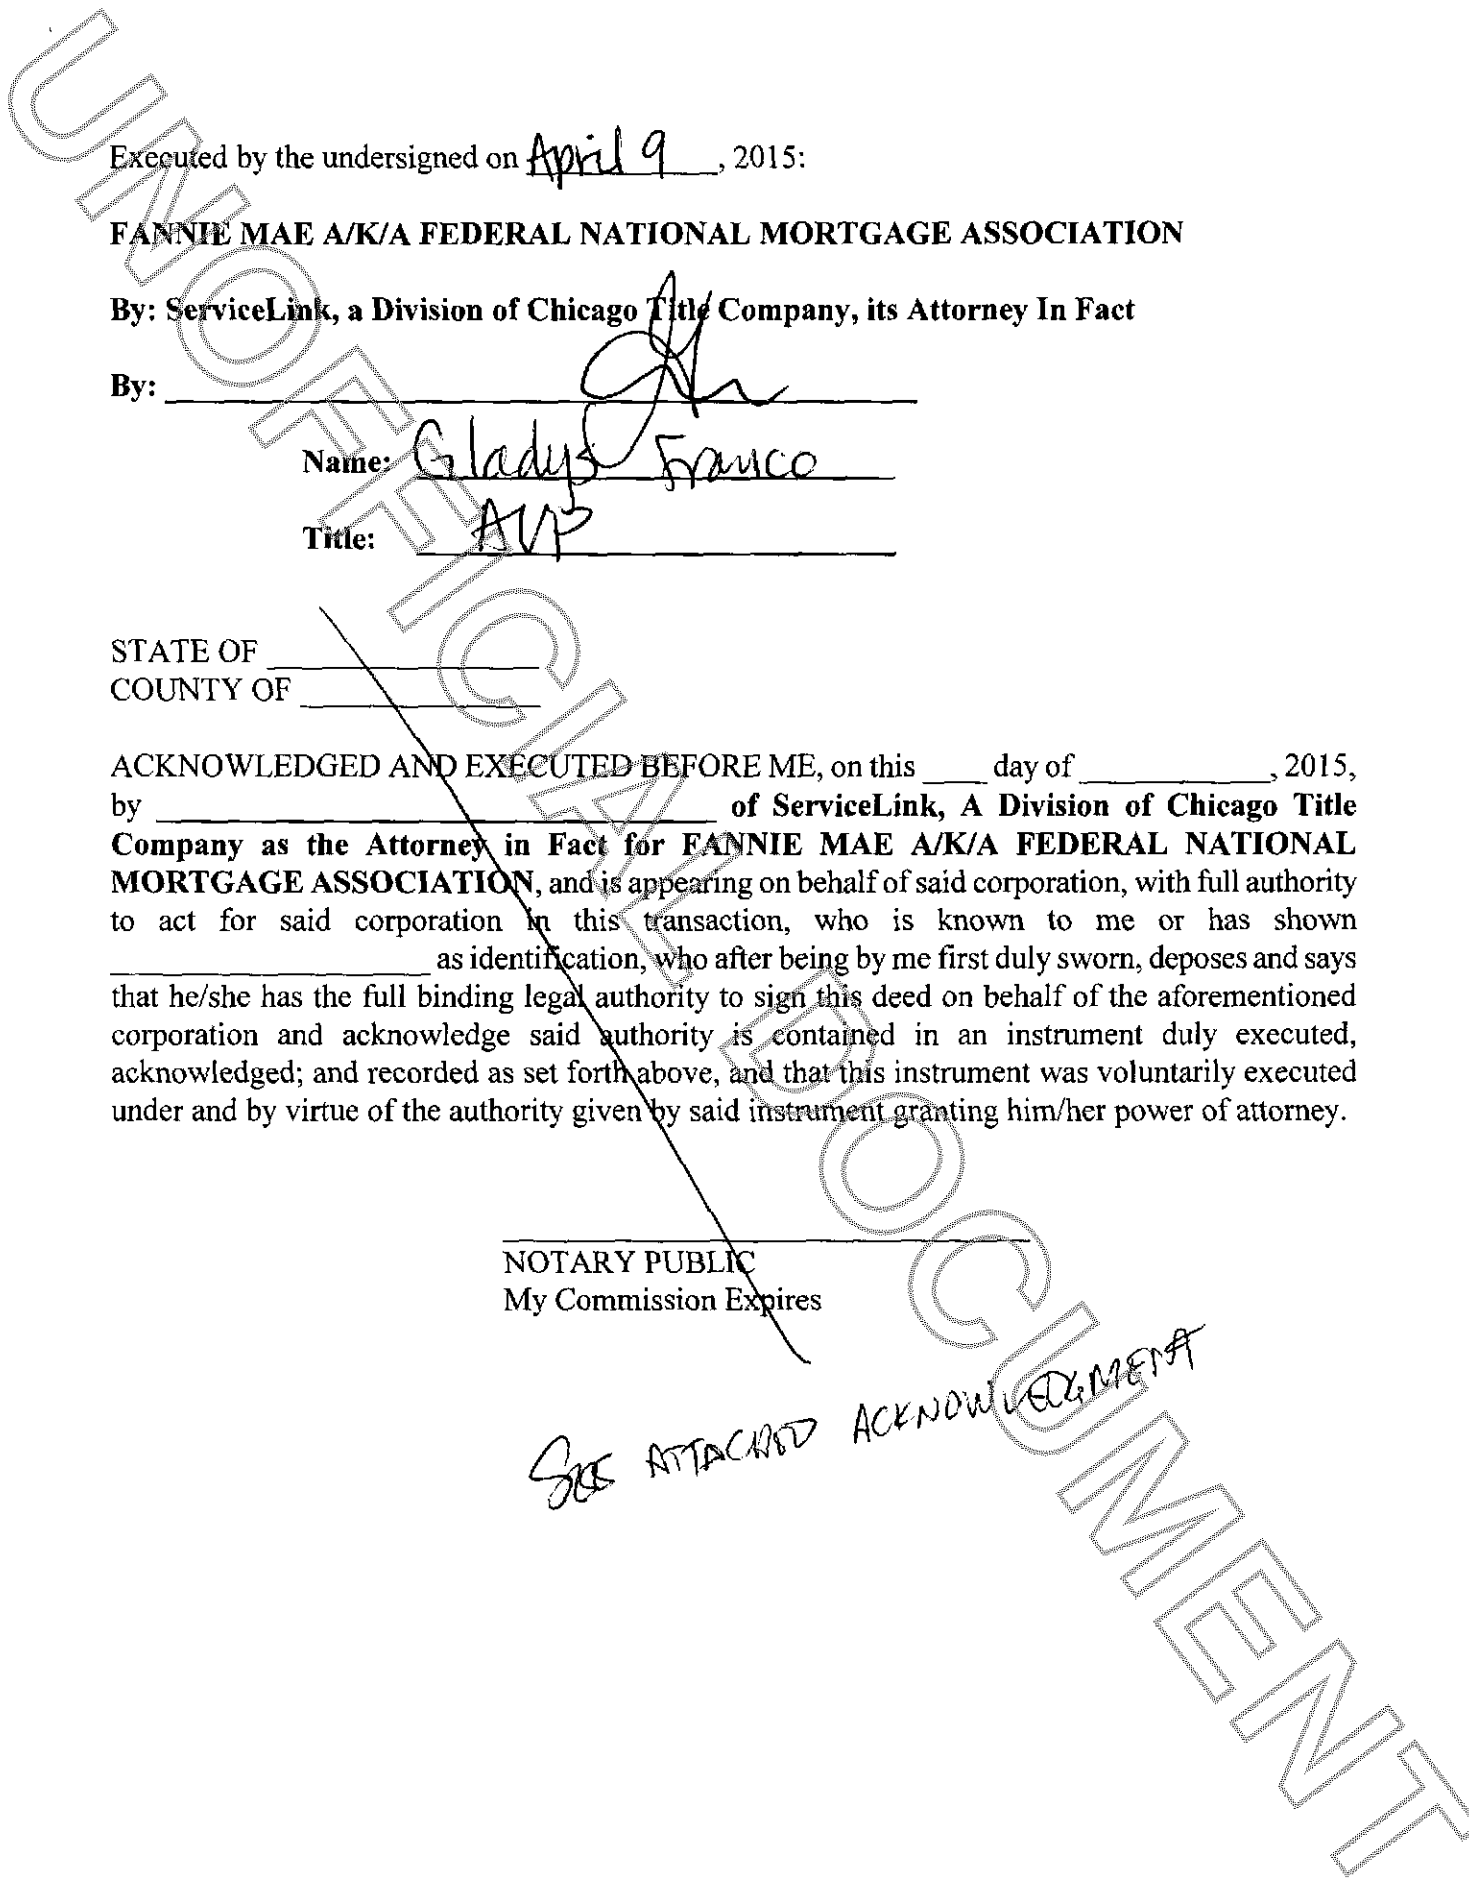 Executed by the undersigned on April 9, 2015:
FANNIE MAE A/K/A FEDERAL NATIONAL MORTGAGE ASSOCIATION
By: ServiceLink, a Division of Chicago Title Company, its Attorney In Fact
By: ____________________
Name: Gladys Franco
Title: AVP
STATE OF ____________________
COUNTY OF ____________________
ACKNOWLEDGED AND EXECUTED BEFORE ME, on this ____ day of ____________, 2015,
by ____________________ of ServiceLink, A Division of Chicago Title
Company as the Attorney in Fact for FANNIE MAE A/K/A FEDERAL NATIONAL
MORTGAGE ASSOCIATION, and is appearing on behalf of said corporation, with full authority
to act for said corporation in this transaction, who is known to me or has shown
____________________ as identification, who after being by me first duly sworn, deposes and says
that he/she has the full binding legal authority to sign this deed on behalf of the aforementioned
corporation and acknowledge said authority is contained in an instrument duly executed,
acknowledged; and recorded as set forth above, and that this instrument was voluntarily executed
under and by virtue of the authority given by said instrument granting him/her power of attorney.
NOTARY PUBLIC
My Commission Expires
SEE ATTACHED ACKNOWLEDGMENT
UNOFFICIAL DOCUMENT